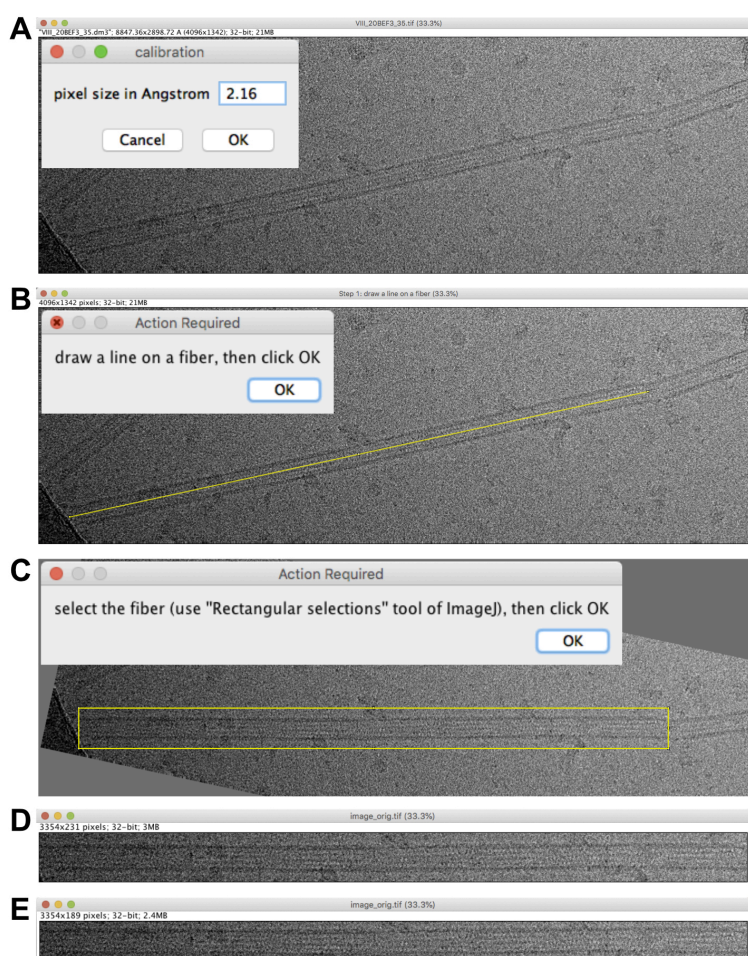 A
VIII_20BEF3_35.tif (33.3%)
"VIII_20BEF3_35.dm3"; 8847.36x2898.72 A (4096x1342); 32-bit; 21MB
calibration
pixel size in Angstrom 2.16
Cancel OK
B
Step 1: draw a line on a fiber (33.3%)
4096x1342 pixels; 32-bit; 21MB
Action Required
draw a line on a fiber, then click OK
OK
C
Action Required
select the fiber (use "Rectangular selections" tool of ImageJ), then click OK
OK
D
image_orig.tif (33.3%)
3354x231 pixels; 32-bit; 3MB
E
image_orig.tif (33.3%)
3354x189 pixels; 32-bit; 2.4MB